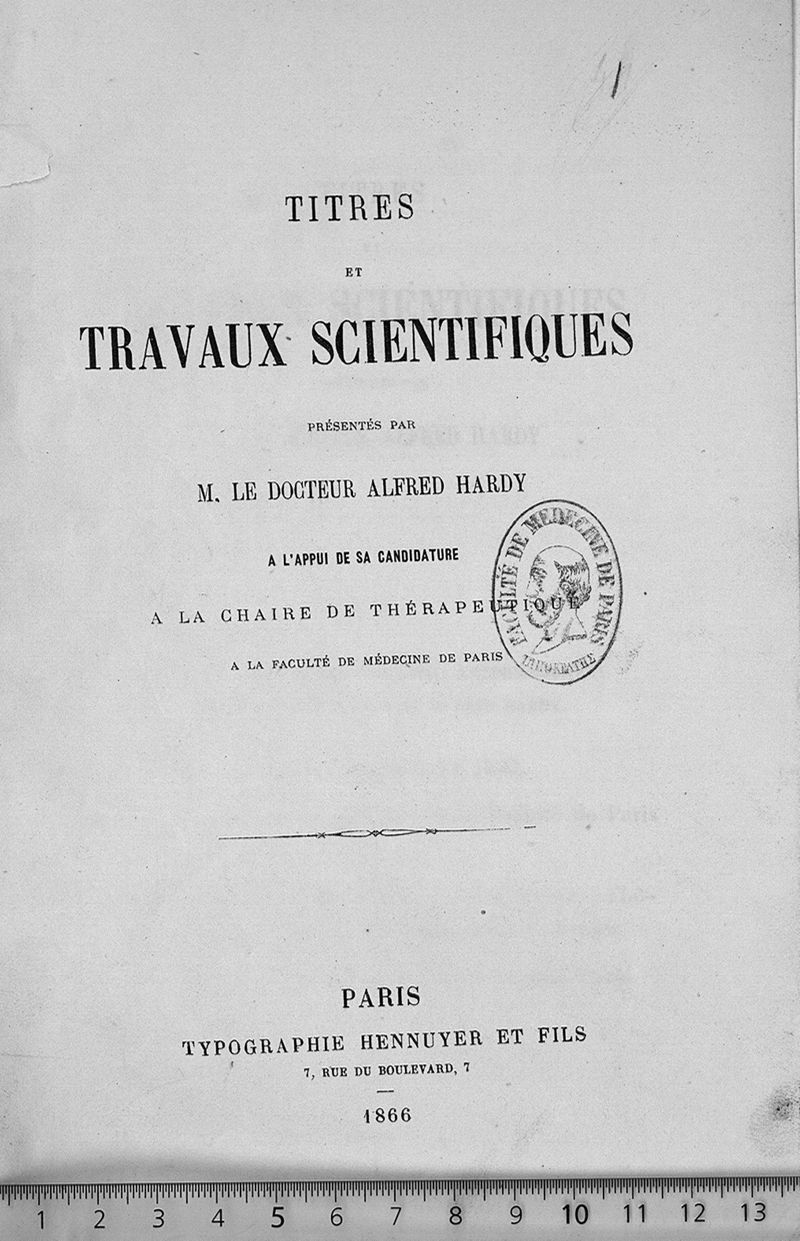 1
TITRES
ET
TRAVAUX SCIENTIFIQUES
PRÉSENTÉS PAR
M. LE DOCTEUR ALFRED HARDY
A L'APPUI DE SA CANDIDATURE
A LA CHAIRE DE THÉRAPEUTIQUE
A LA FACULTÉ DE MÉDECINE DE PARIS
FACULTÉ DE MEDECINE DE PARIS
PARIS
TYPOGRAPHIE HENNUYER ET FILS
7, RUE DU BOULEVARD, 7
1866
1 2 3 4 5 6 7 8 9 10 11 12 13